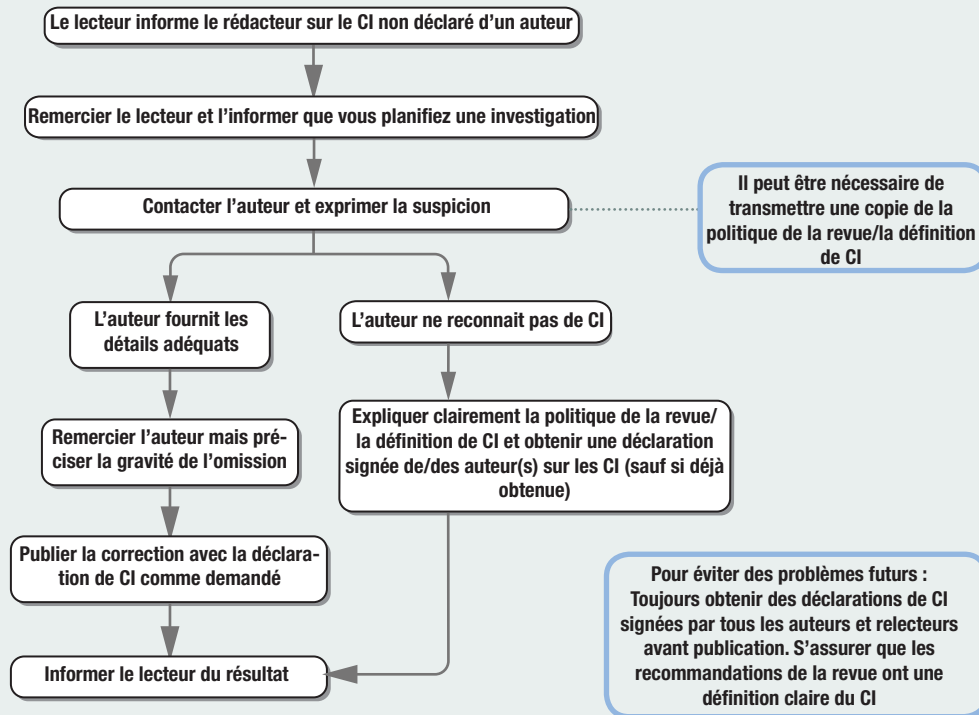 Le lecteur informe le rédacteur sur le CI non déclaré d’un auteur
Remercier le lecteur et l’informer que vous planifiez une investigation
Contacter l’auteur et exprimer la suspicion
Il peut être nécessaire de
transmettre une copie de la
politique de la revue/la définition
de CI
L’auteur fournit les
détails adéquats
L’auteur ne reconnait pas de CI
Remercier l’auteur mais pré-
ciser la gravité de l’omission
Expliquer clairement la politique de la revue/
la définition de CI et obtenir une déclaration
signée de/des auteur(s) sur les CI (sauf si déjà
obtenue)
Publier la correction avec la déclara-
tion de CI comme demandé
Informer le lecteur du résultat
Pour éviter des problèmes futurs :
Toujours obtenir des déclarations de CI
signées par tous les auteurs et relecteurs
avant publication. S’assurer que les
recommandations de la revue ont une
définition claire du CI